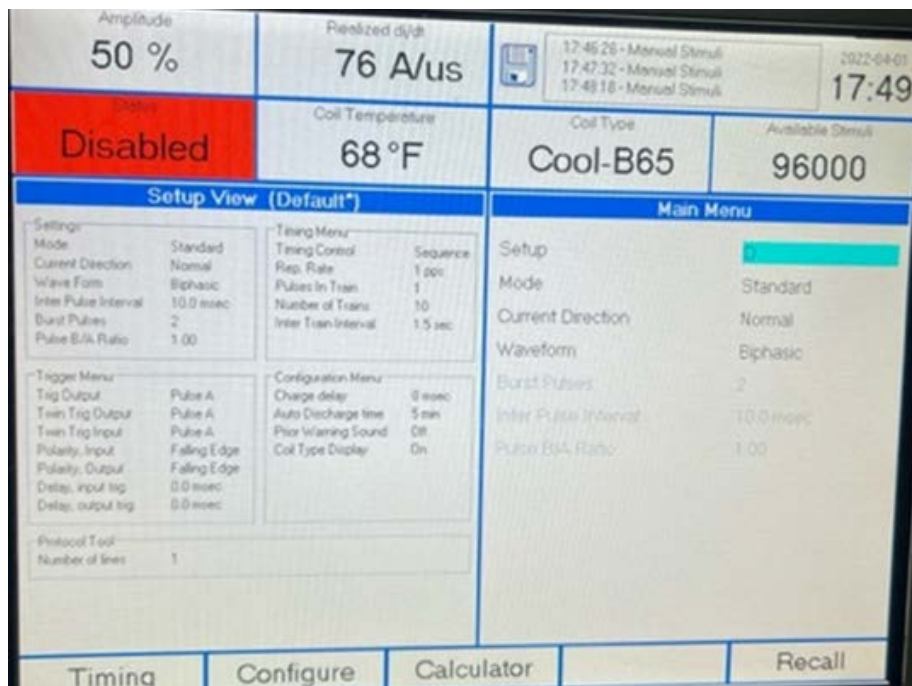 Amplitude
50 %
Realized di/dt
76 A/us
17:46:26 - Manual Stimuli
17:47:32 - Manual Stimuli
17:48:18 - Manual Stimuli
2022-04-01
17:49
Status
Disabled
Coil Temperature
68 °F
Coil Type
Cool-B65
Available Stimuli
96000
Setup View (Default*)
Settings
Mode Standard
Current Direction Normal
Wave Form Biphasic
Inter Pulse Interval 10.0 msec
Burst Pulses 2
Pulse B/A Ratio 1.00
Timing Menu
Timing Control Sequence
Rep. Rate 1 pps
Pulses In Train 1
Number of Trains 10
Inter Train Interval 1.5 sec
Trigger Menu
Trig Output Pulse A
Twin Trig Output Pulse A
Twin Trig Input Pulse A
Polarity, Input Falling Edge
Polarity, Output Falling Edge
Delay, input trig 0.0 msec
Delay, output trig 0.0 msec
Configuration Menu
Charge delay 0 msec
Auto Discharge time 5 min
Prior Warning Sound Off
Coil Type Display On
Protocol Tool
Number of lines 1
Main Menu
Setup
Mode Standard
Current Direction Normal
Waveform Biphasic
Burst Pulses 2
Inter Pulse Interval 10.0 msec
Pulse B/A Ratio 1.00
Timing
Configure
Calculator
Recall